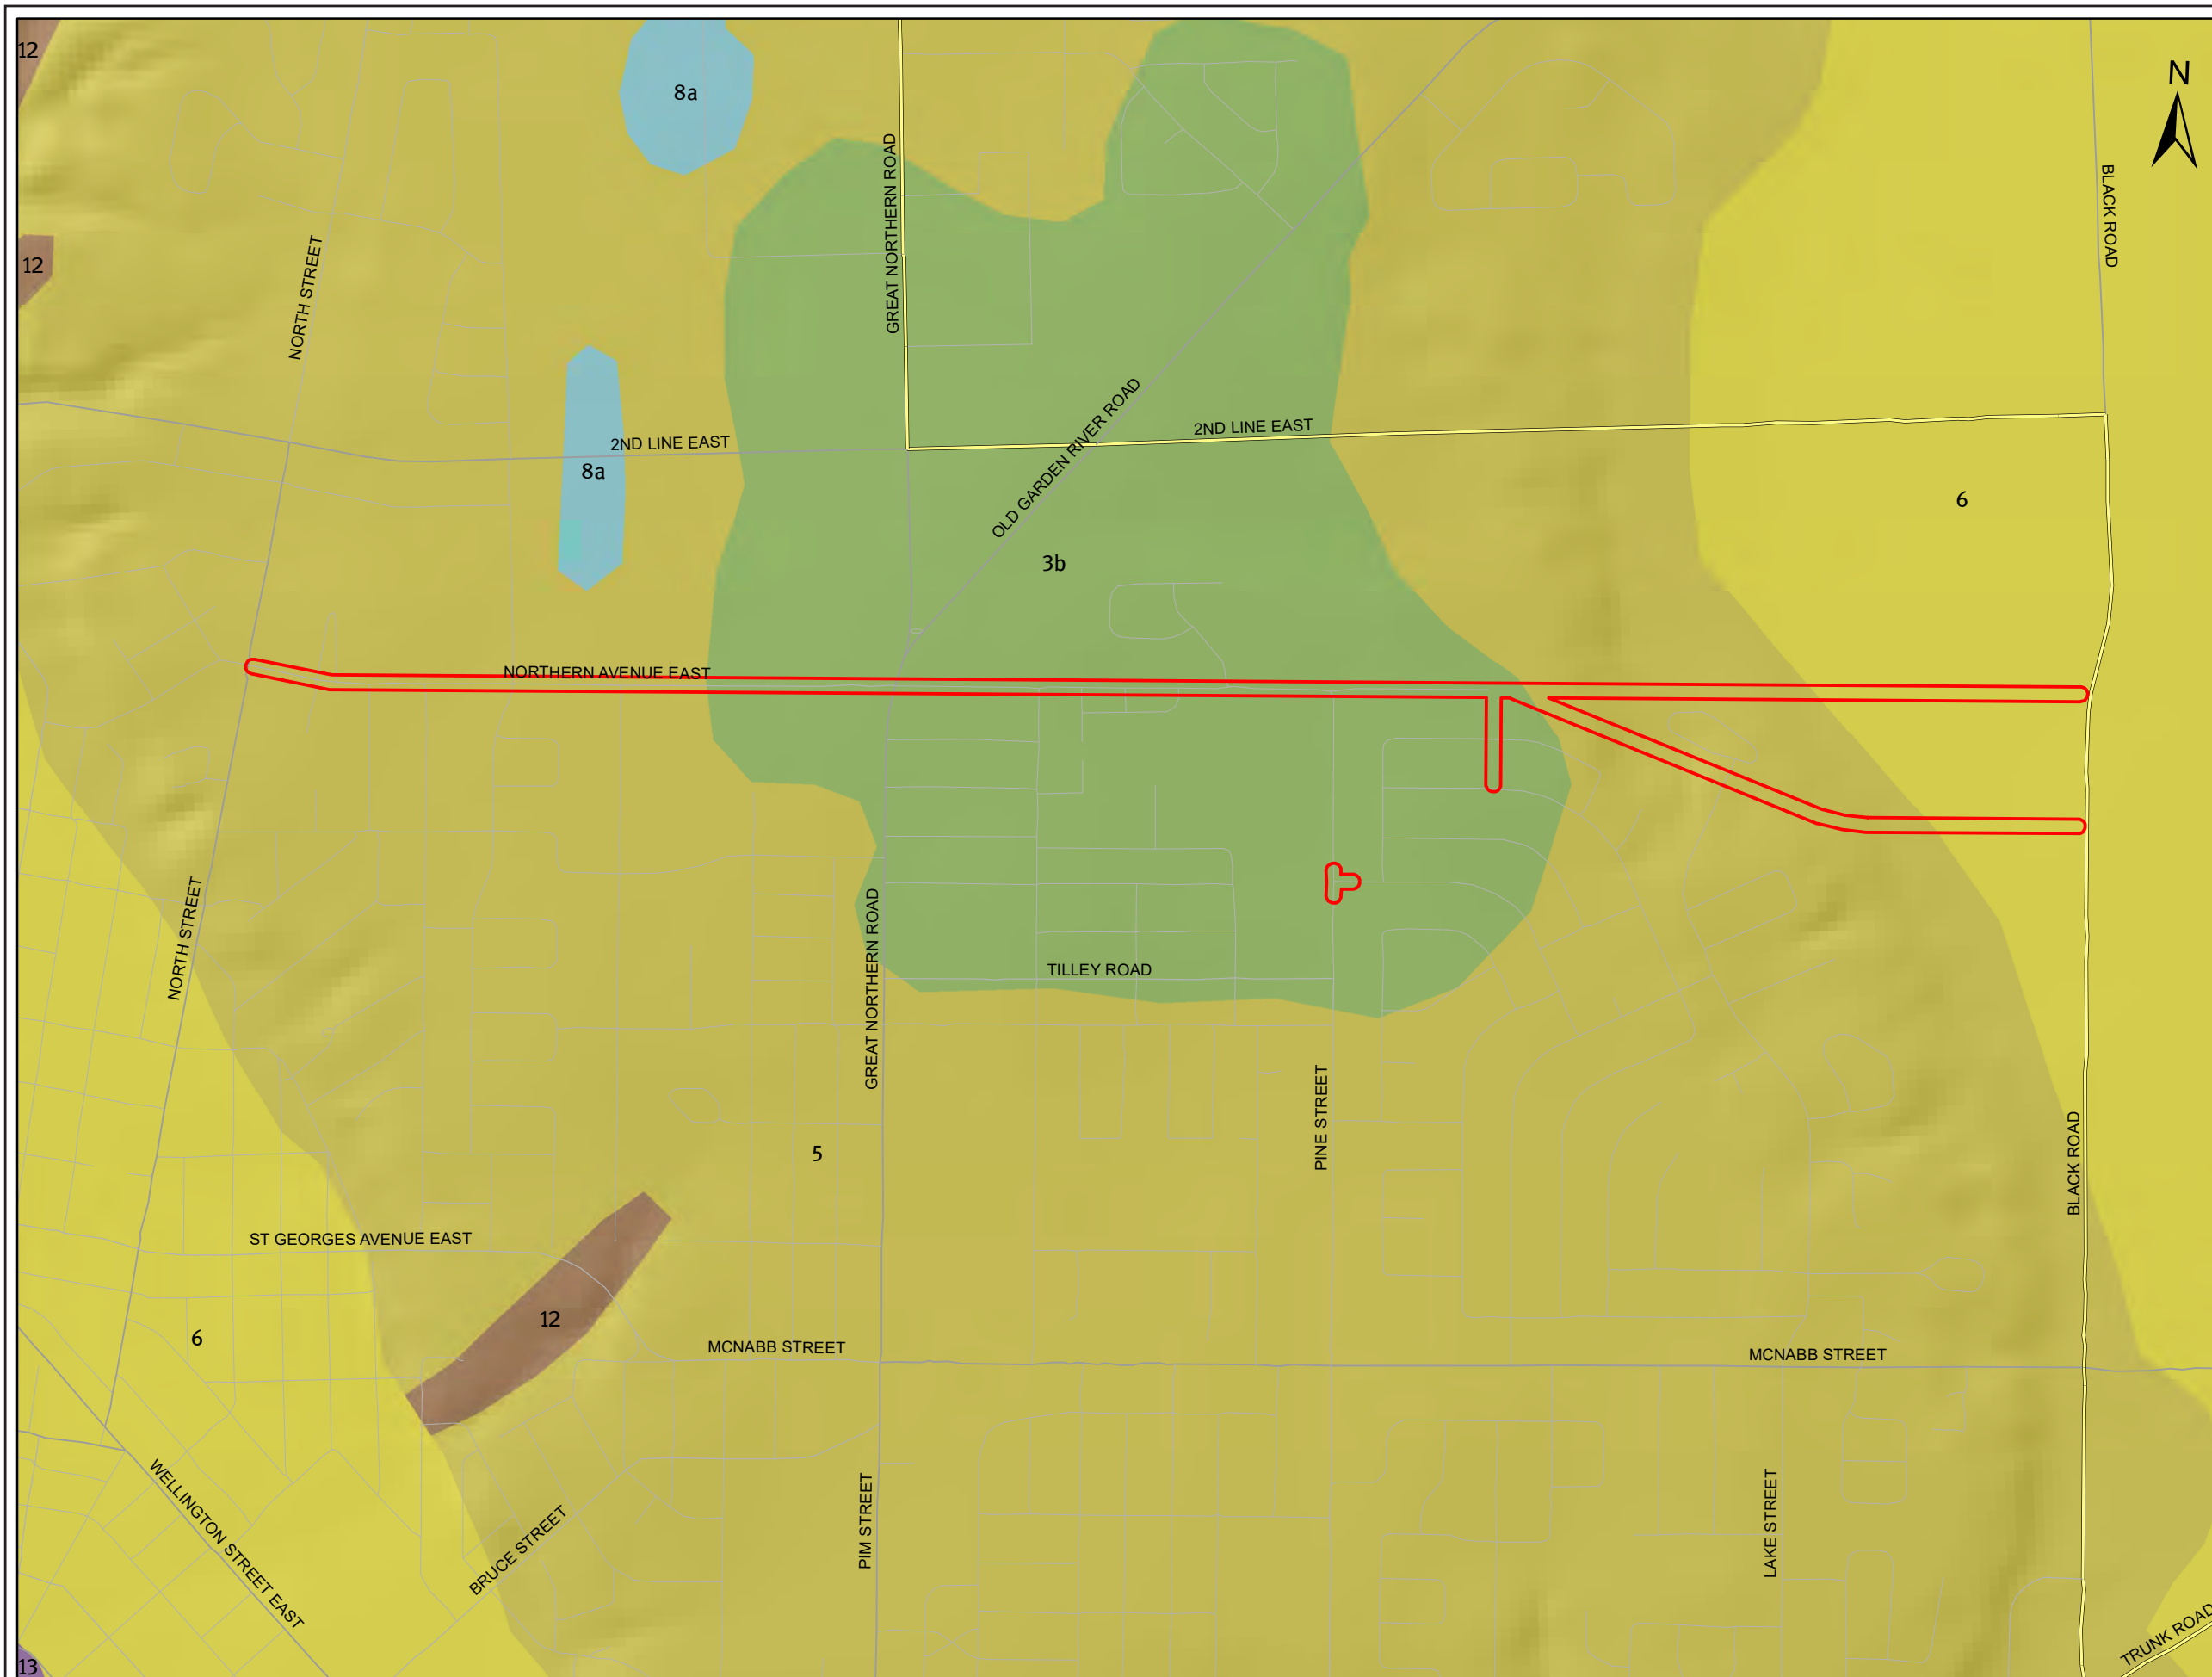 12
8a
N
GREAT NORTHERN ROAD
BLACK ROAD
NORTH STREET
12
OLD GARDEN RIVER ROAD
2ND LINE EAST
2ND LINE EAST
8a
6
3b
NORTHERN AVENUE EAST
NORTH STREET
GREAT NORTHERN ROAD
TILLEY ROAD
PINE STREET
BLACK ROAD
5
ST GEORGES AVENUE EAST
12
6
MCNABB STREET
MCNABB STREET
WELLINGTON STREET EAST
BRUCE STREET
PIM STREET
LAKE STREET
TRUNK ROAD
13